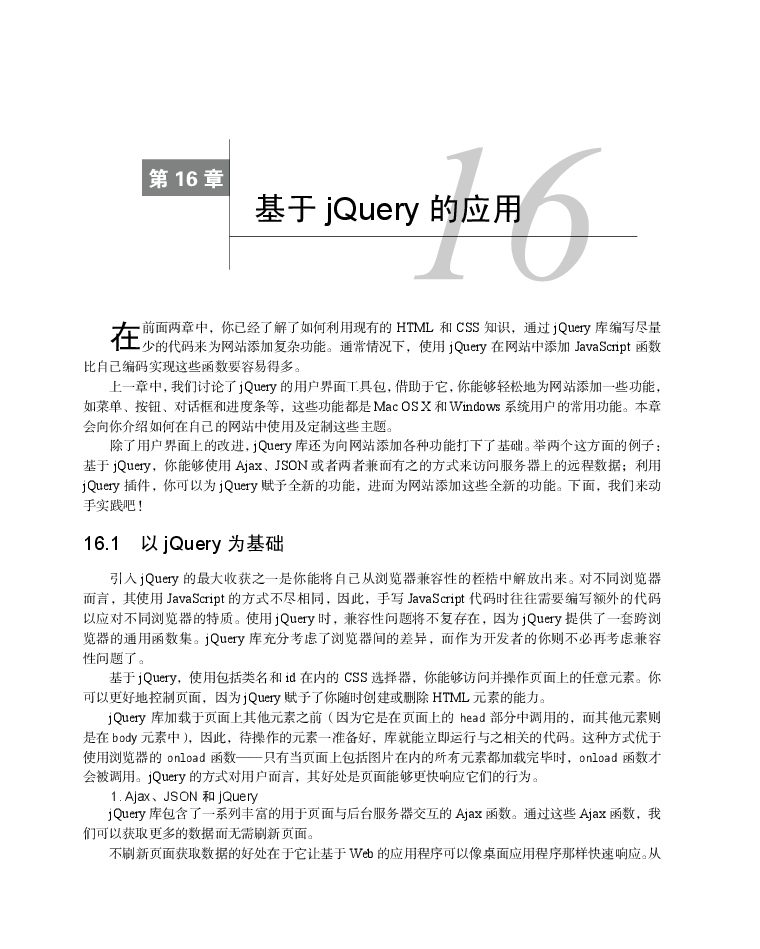 第 16 章
16
基于 jQuery 的应用
在前面两章中，你已经了解了如何利用现有的 HTML 和 CSS 知识，通过 jQuery 库编写尽量
少的代码来为网站添加复杂功能。通常情况下，使用 jQuery 在网站中添加 JavaScript 函数
比自己编码实现这些函数要容易得多。
上一章中，我们讨论了 jQuery 的用户界面工具包，借助于它，你能够轻松地为网站添加一些功能，
如菜单、按钮、对话框和进度条等，这些功能都是 Mac OS X 和 Windows 系统用户的常用功能。本章
会向你介绍如何在自己的网站中使用及定制这些主题。
除了用户界面上的改进，jQuery 库还为向网站添加各种功能打下了基础。举两个这方面的例子：
基于 jQuery，你能够使用 Ajax、JSON 或者两者兼而有之的方式来访问服务器上的远程数据；利用
jQuery 插件，你可以为 jQuery 赋予全新的功能，进而为网站添加这些全新的功能。下面，我们来动
手实践吧！
16.1 以 jQuery 为基础
引入 jQuery 的最大收获之一是你能将自己从浏览器兼容性的桎梏中解放出来。对不同浏览器
而言，其使用 JavaScript 的方式不尽相同，因此，手写 JavaScript 代码时往往需要编写额外的代码
以应对不同浏览器的特质。使用 jQuery 时，兼容性问题将不复存在，因为 jQuery 提供了一套跨浏
览器的通用函数集。jQuery 库充分考虑了浏览器间的差异，而作为开发者的你则不必再考虑兼容
性问题了。
基于 jQuery，使用包括类名和 id 在内的 CSS 选择器，你能够访问并操作页面上的任意元素。你
可以更好地控制页面，因为 jQuery 赋予了你随时创建或删除 HTML 元素的能力。
jQuery 库加载于页面上其他元素之前（因为它是在页面上的 head 部分中调用的，而其他元素则
是在 body 元素中），因此，待操作的元素一准备好，库就能立即运行与之相关的代码。这种方式优于
使用浏览器的 onload 函数——只有当页面上包括图片在内的所有元素都加载完毕时，onload 函数才
会被调用。jQuery 的方式对用户而言，其好处是页面能够更快响应它们的行为。
1. Ajax、JSON 和 jQuery
jQuery 库包含了一系列丰富的用于页面与后台服务器交互的 Ajax 函数。通过这些 Ajax 函数，我
们可以获取更多的数据而无需刷新页面。
不刷新页面获取数据的好处在于它让基于 Web 的应用程序可以像桌面应用程序那样快速响应。从